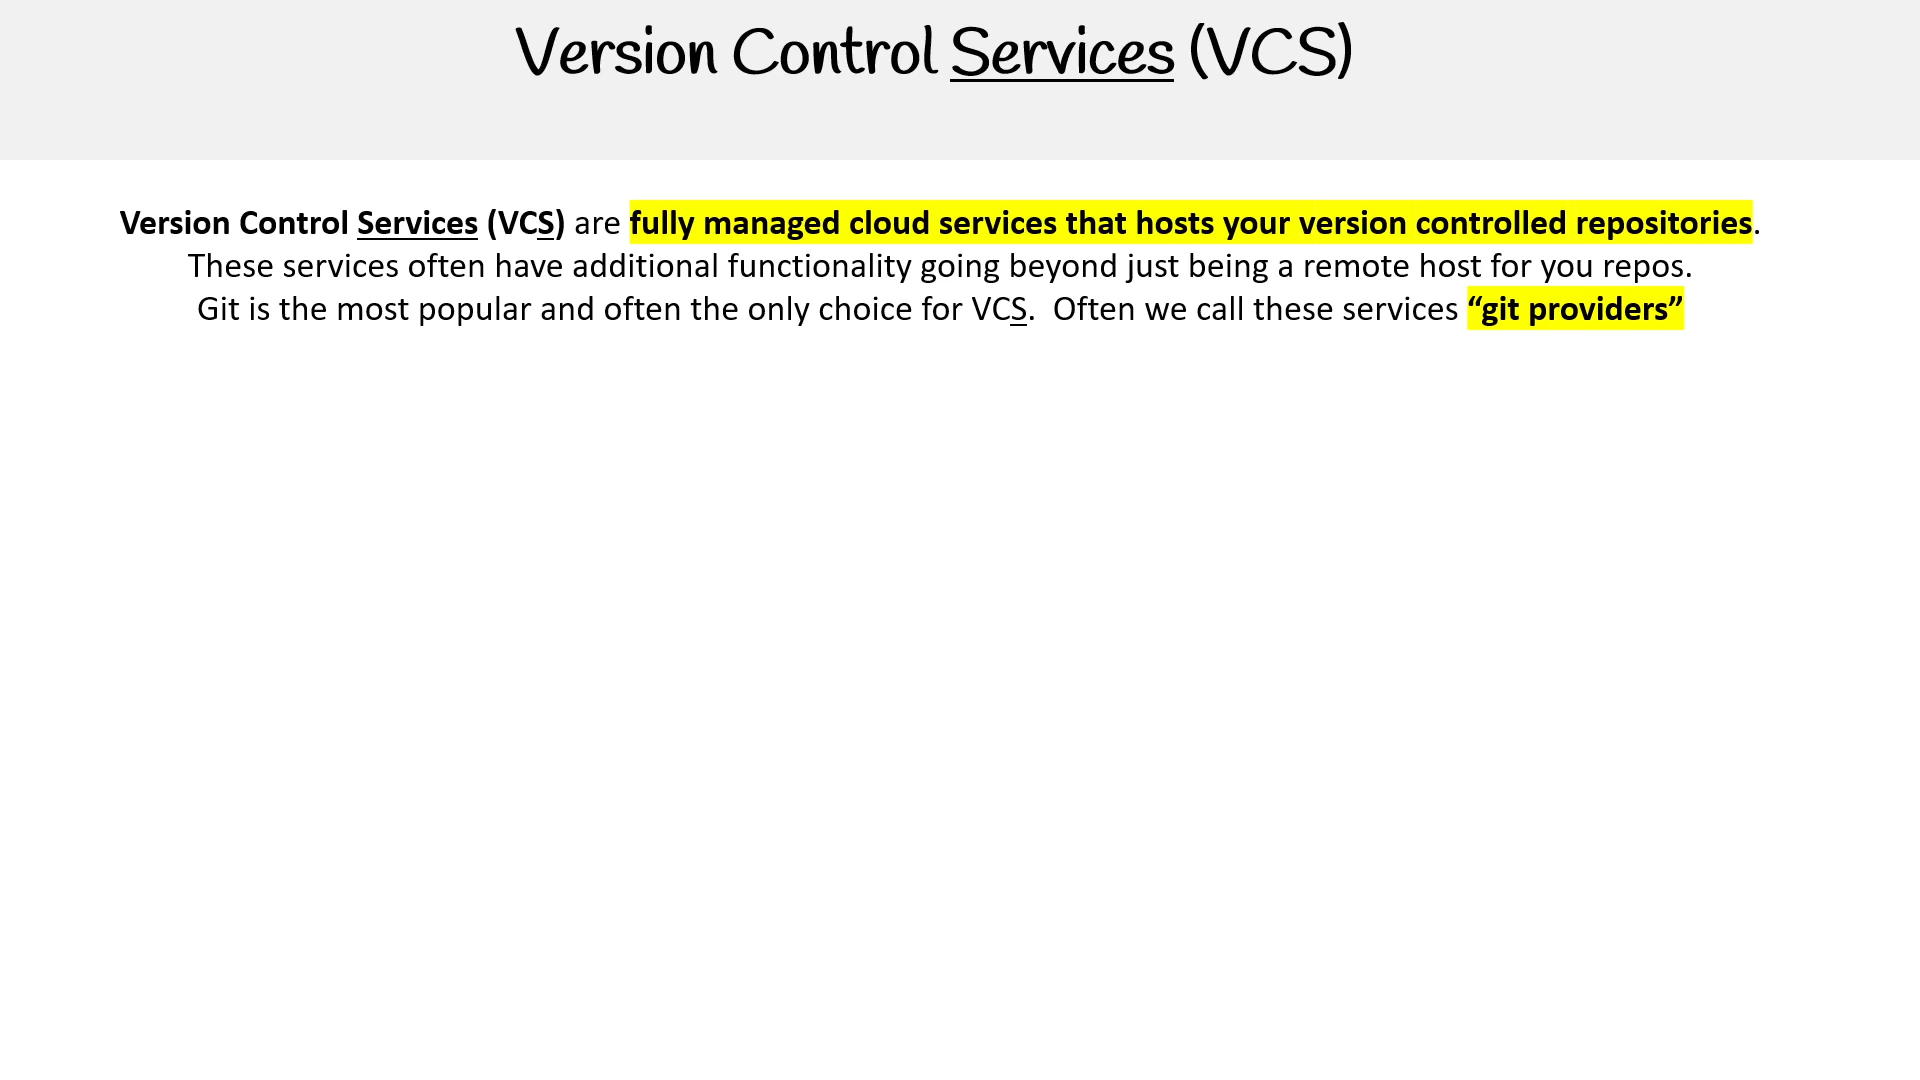 Version Control Services (VCS)
Version Control Services (VCS) are fully managed cloud services that hosts your version controlled repositories.
These services often have additional functionality going beyond just being a remote host for you repos.
Git is the most popular and often the only choice for VCS.  Often we call these services “git providers”